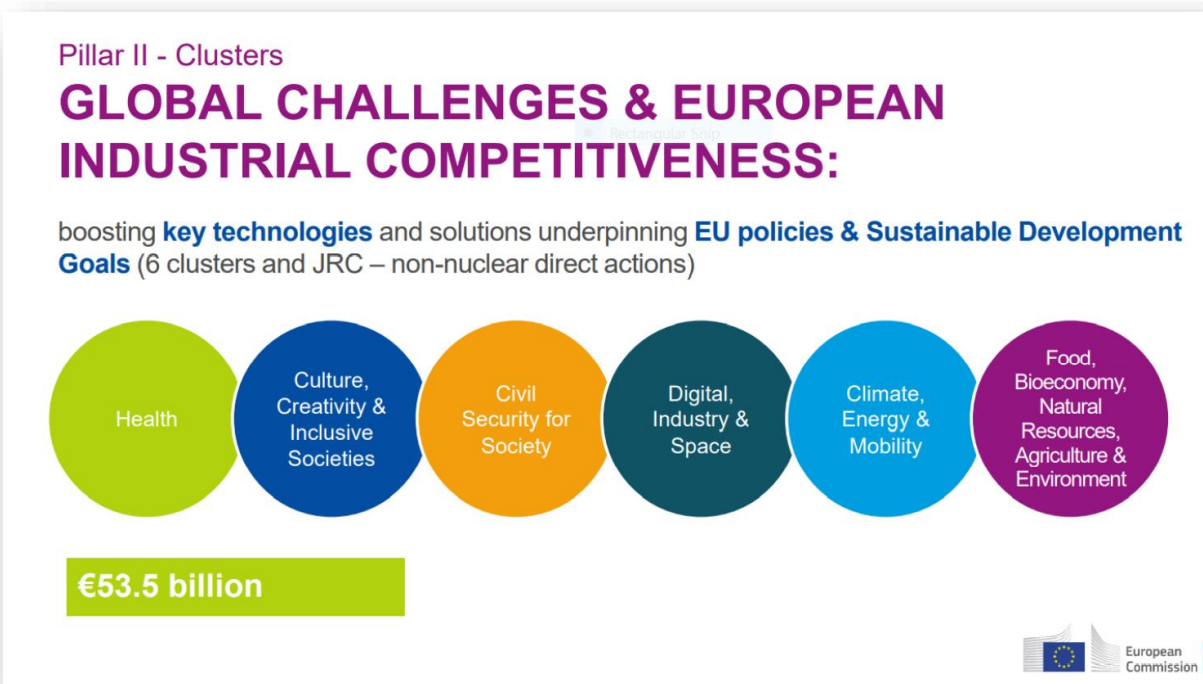 Pillar II - Clusters
GLOBAL CHALLENGES & EUROPEAN
Rectangular Snip
INDUSTRIAL COMPETITIVENESS:
boosting key technologies and solutions underpinning EU policies & Sustainable Development
Goals (6 clusters and JRC – non-nuclear direct actions)
Health
Culture,
Creativity &
Inclusive
Societies
Civil
Security for
Society
Digital,
Industry &
Space
Climate,
Energy &
Mobility
Food,
Bioeconomy,
Natural
Resources,
Agriculture &
Environment
€53.5 billion
European
Commission